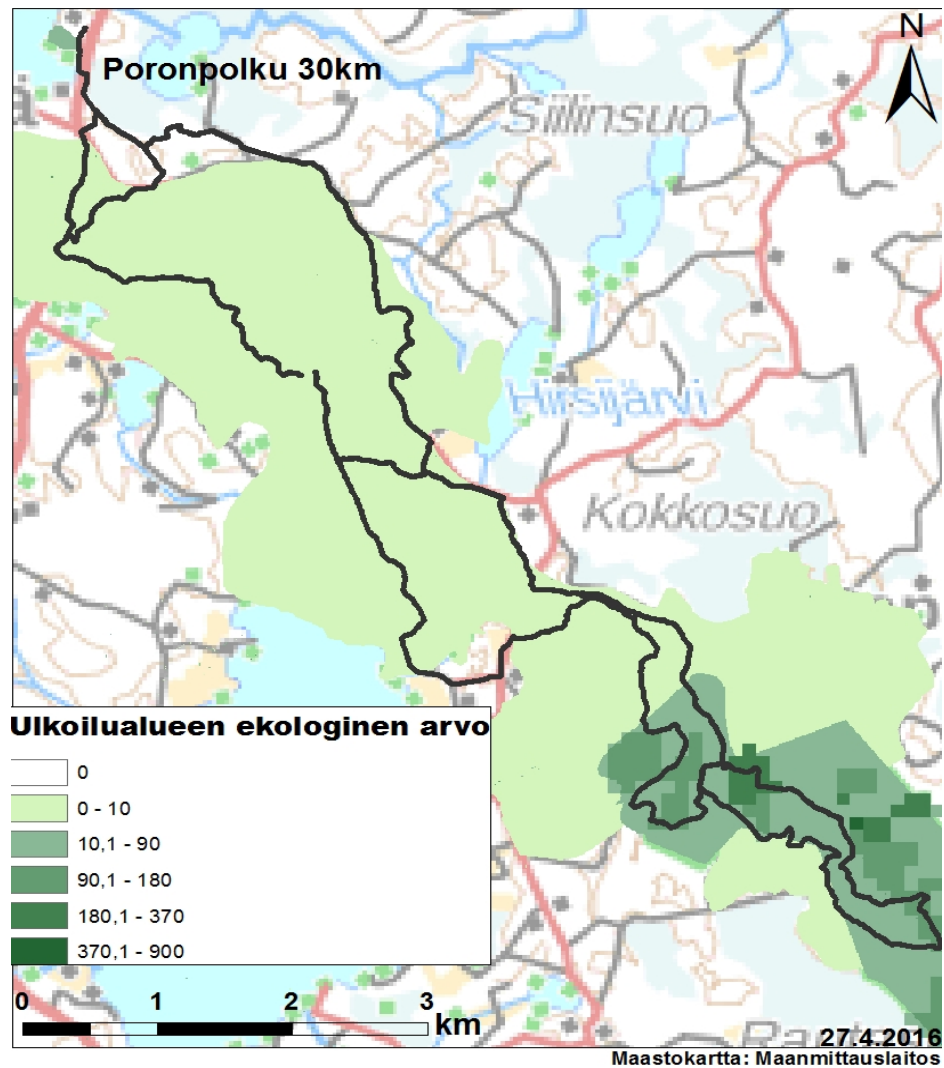 N
Poronpolku 30km
Siilinsuo
Hirsijärvi
Kokkosuo
Ulkoilualueen ekologinen arvo
0
0 - 10
10,1 - 90
90,1 - 180
180,1 - 370
370,1 - 900
0 1 2 3
km
27.4.2016
Maastokartta: Maanmittauslaitos